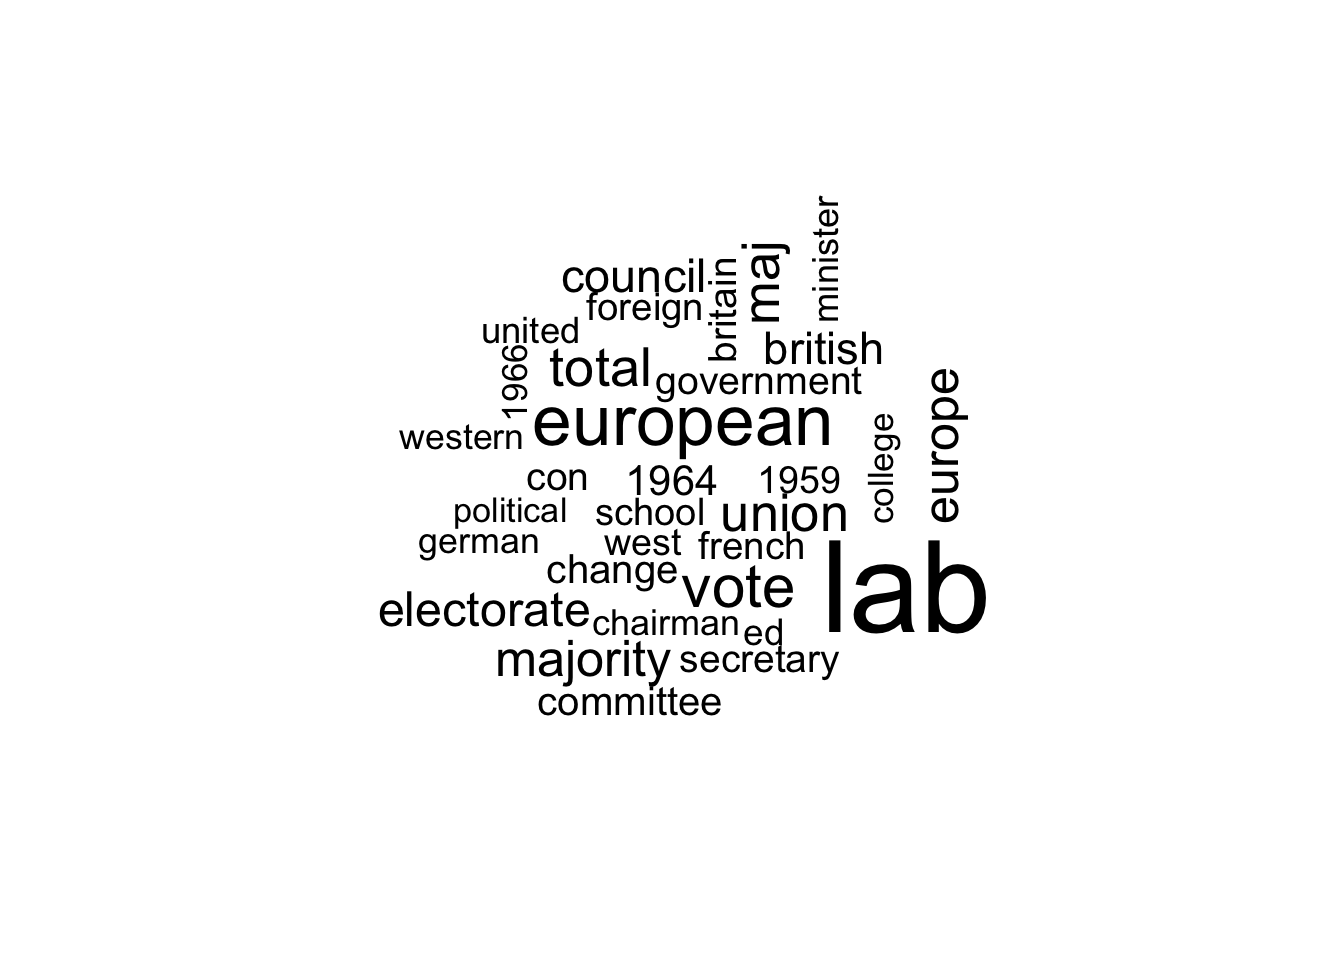 minister
maj
council
britain
foreign
united
british
1966
total
government
europe
european
western
college
con
1964
1959
political
school
union
german
west
french
lab
change
vote
electorate
chairman
ed
majority
secretary
committee